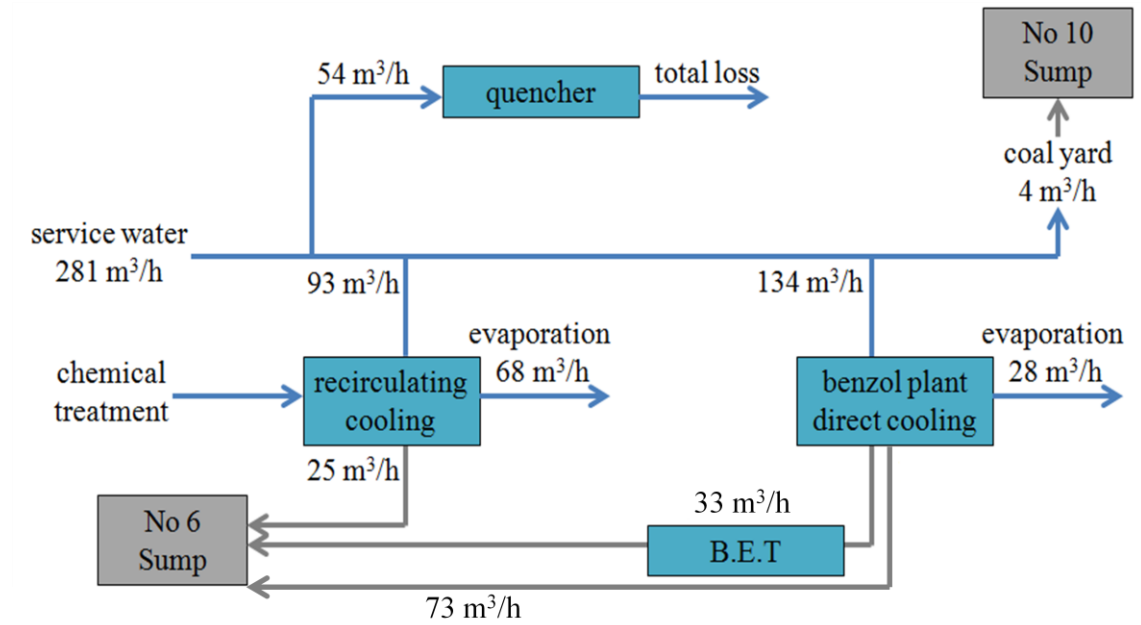 No 10
Sump
54 m³/h
quencher
total loss
coal yard
4 m³/h
service water
281 m³/h
93 m³/h
134 m³/h
chemical
treatment
recirculating
cooling
evaporation
68 m³/h
benzol plant
direct cooling
evaporation
28 m³/h
25 m³/h
No 6
Sump
33 m³/h
B.E.T
73 m³/h